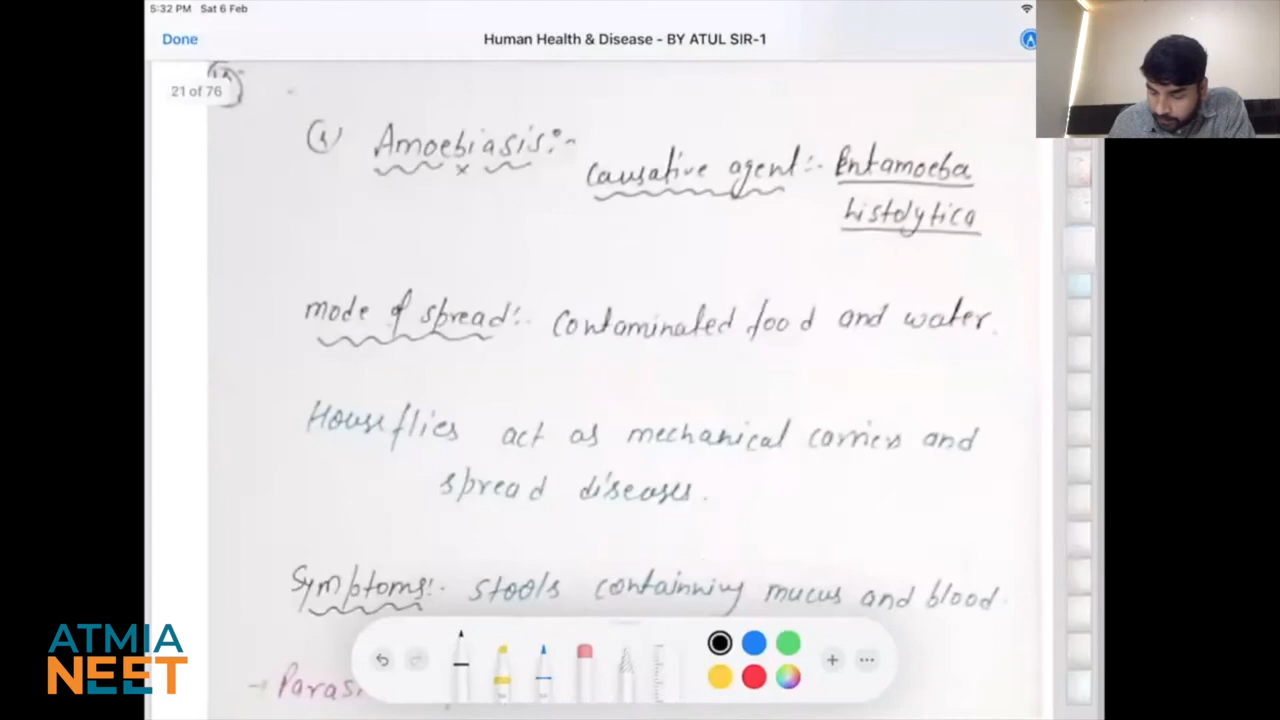 5:32 PM Sat 6 Feb
Done
Human Health & Disease - BY ATUL SIR-1
21 of 76
Amoebiasis:-
Causative agent:- Entamoeba
histolytica
mode of spread:- Contaminated food and water.
Houseflies act as mechanical carriers and
spread diseases.
Symptoms:- Stools containning mucus and blood.
→ Paras
ATMIA
NEET